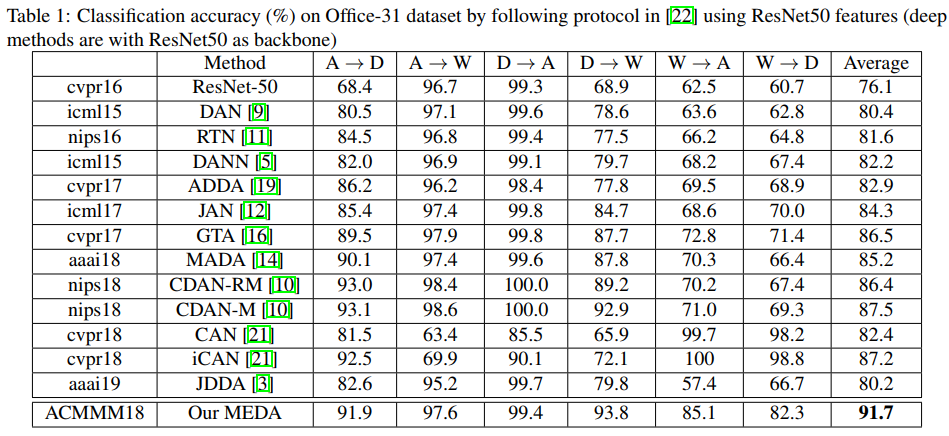 Table 1: Classification accuracy (%) on Office-31 dataset by following protocol in [22] using ResNet50 features (deep
methods are with ResNet50 as backbone)
Method A → D A → W D → A D → W W → A W → D Average
cvpr16 ResNet-50 68.4 96.7 99.3 68.9 62.5 60.7 76.1
icml15 DAN [9] 80.5 97.1 99.6 78.6 63.6 62.8 80.4
nips16 RTN [11] 84.5 96.8 99.4 77.5 66.2 64.8 81.6
icml15 DANN [5] 82.0 96.9 99.1 79.7 68.2 67.4 82.2
cvpr17 ADDA [19] 86.2 96.2 98.4 77.8 69.5 68.9 82.9
icml17 JAN [12] 85.4 97.4 99.8 84.7 68.6 70.0 84.3
cvpr17 GTA [16] 89.5 97.9 99.8 87.7 72.8 71.4 86.5
aaai18 MADA [14] 90.1 97.4 99.6 87.8 70.3 66.4 85.2
nips18 CDAN-RM [10] 93.0 98.4 100.0 89.2 70.2 67.4 86.4
nips18 CDAN-M [10] 93.1 98.6 100.0 92.9 71.0 69.3 87.5
cvpr18 CAN [21] 81.5 63.4 85.5 65.9 99.7 98.2 82.4
cvpr18 iCAN [21] 92.5 69.9 90.1 72.1 100 98.8 87.2
aaai19 JDDA [3] 82.6 95.2 99.7 79.8 57.4 66.7 80.2
ACMMM18 Our MEDA 91.9 97.6 99.4 93.8 85.1 82.3 91.7